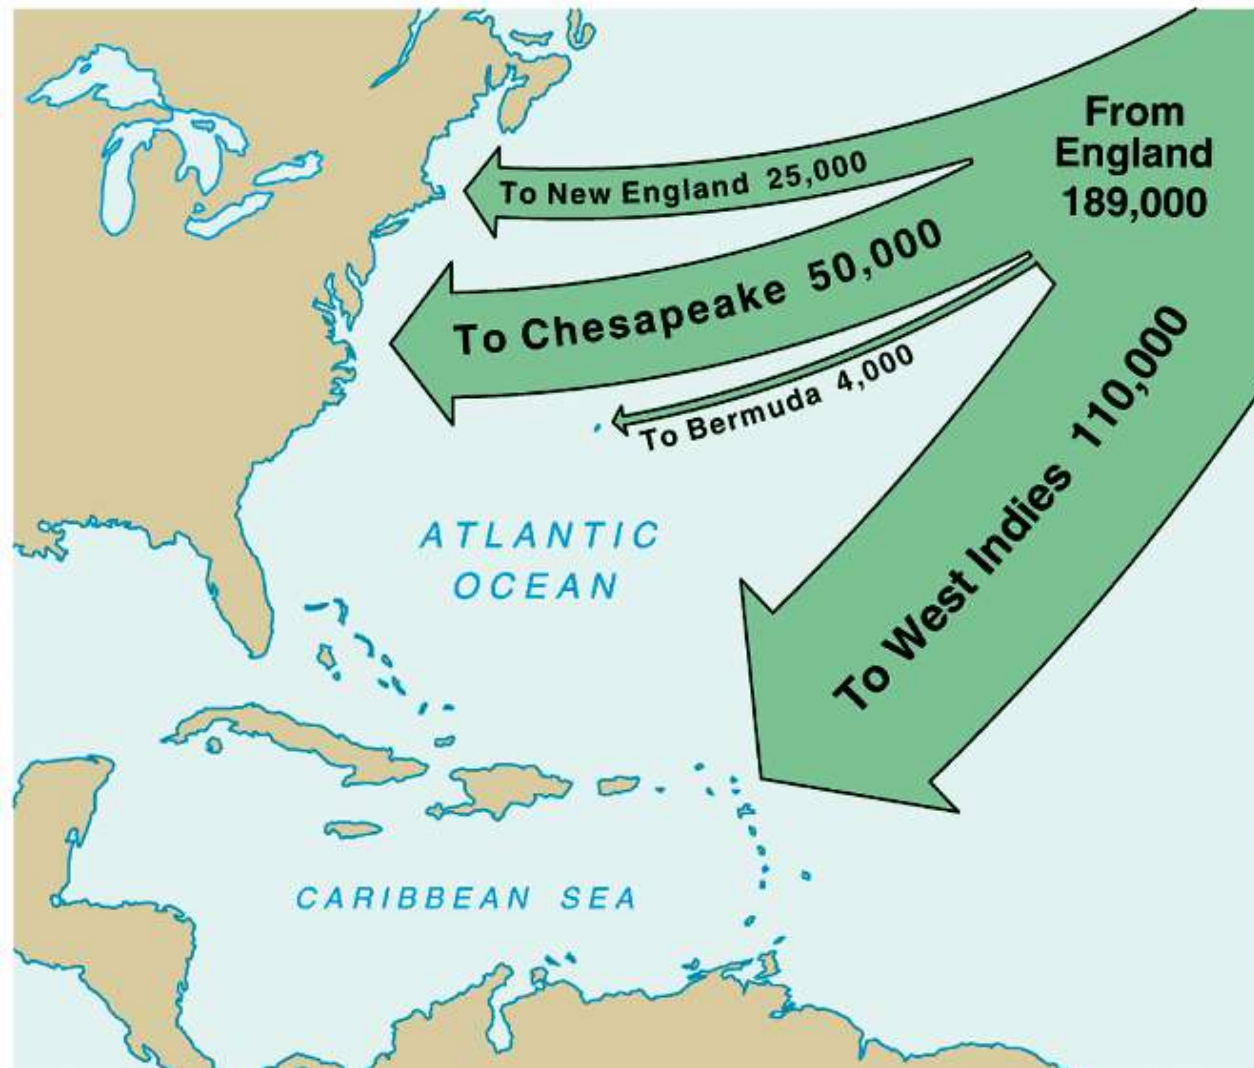 From
England
189,000
To New England 25,000
To Chesapeake 50,000
To Bermuda 4,000
To West Indies 110,000
ATLANTIC
OCEAN
CARIBBEAN SEA